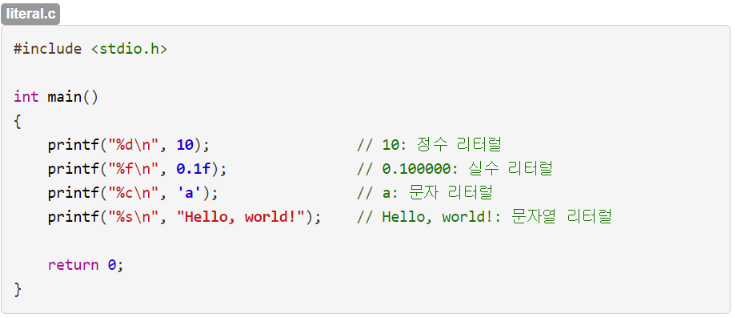 literal.c
#include <stdio.h>
int main()
{
    printf("%d\n", 10);                 // 10: 정수 리터럴
    printf("%f\n", 0.1f);               // 0.100000: 실수 리터럴
    printf("%c\n", 'a');                // a: 문자 리터럴
    printf("%s\n", "Hello, world!");    // Hello, world!: 문자열 리터럴
    return 0;
}